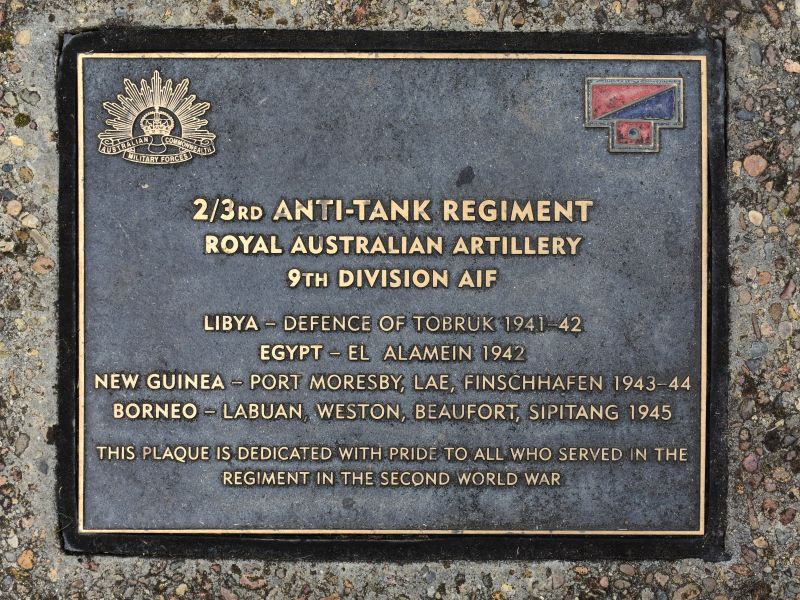 AUSTRALIAN COMMONWEALTH
MILITARY FORCES
2/3RD ANTI-TANK REGIMENT
ROYAL AUSTRALIAN ARTILLERY
9TH DIVISION AIF
LIBYA – DEFENCE OF TOBRUK 1941–42
EGYPT – EL ALAMEIN 1942
NEW GUINEA – PORT MORESBY, LAE, FINSCHHAFEN 1943–44
BORNEO – LABUAN, WESTON, BEAUFORT, SIPITANG 1945
THIS PLAQUE IS DEDICATED WITH PRIDE TO ALL WHO SERVED IN THE
REGIMENT IN THE SECOND WORLD WAR